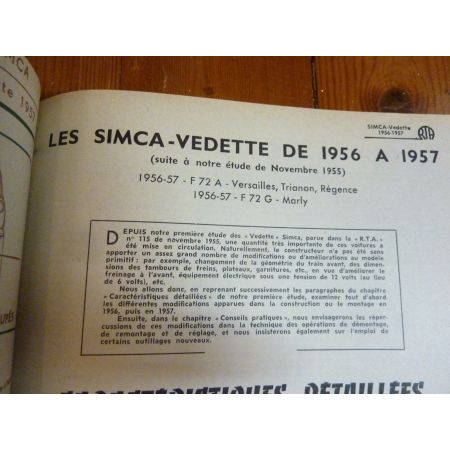 SIMCA
1957
SIMCA-Vedette
1956-1957
RTA
LES SIMCA-VEDETTE DE 1956 A 1957
(suite à notre étude de Novembre 1955)
1956-57 - F 72 A - Versailles, Trianon, Régence
1956-57 - F 72 G - Marly
DEPUIS notre première étude des « Vedette » Simca, parue dans la « R.T.A. »
n° 115 de novembre 1955, une quantité très importante de ces voitures a
été mise en circulation. Naturellement, le constructeur n'a pas été sans
apporter un assez grand nombre de modifications ou d'améliorations au modèle
primitif : par exemple, changement de la géométrie du train avant, des dimen-
sions des tambours de freins, plateaux, garnitures, etc., en vue d'améliorer le
freinage à l'équipement électrique sous une tension de 12 volts (au lieu
de 6 volts), etc.
Nous allons donc, en reprenant successivement les paragraphes du chapitre
« Caractéristiques détaillées » de notre première étude, examiner tout d'abord
les différentes modifications apparues dans la construction ou le montage en
1956, puis en 1957.
Ensuite, dans le chapitre « Conseils pratiques », nous envisagerons les réper-
cussions de ces modifications dans la technique des opérations de démontage,
de remontage et de réglage, et nous insisterons également sur l'emploi de
certains outillages nouveaux.
CARACTÉRISTIQUES DÉTAILLÉES